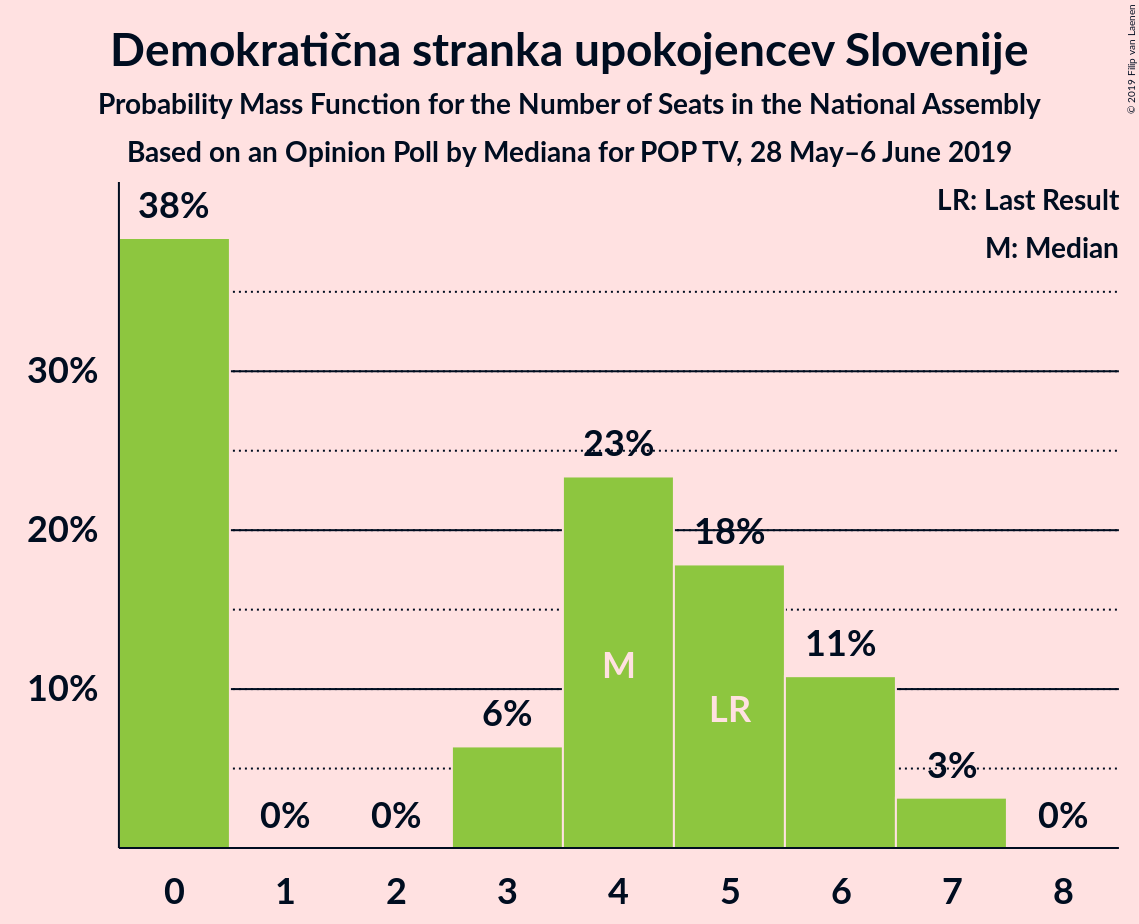 Demokratična stranka upokojencev Slovenije
Probability Mass Function for the Number of Seats in the National Assembly
Based on an Opinion Poll by Mediana for POP TV, 28 May–6 June 2019
© 2019 Filip van Laenen
LR: Last Result
M: Median
38%
30%
23%
20%
18%
11%
10%
6%
3%
0%
0%
0%
M
LR
0 1 2 3 4 5 6 7 8